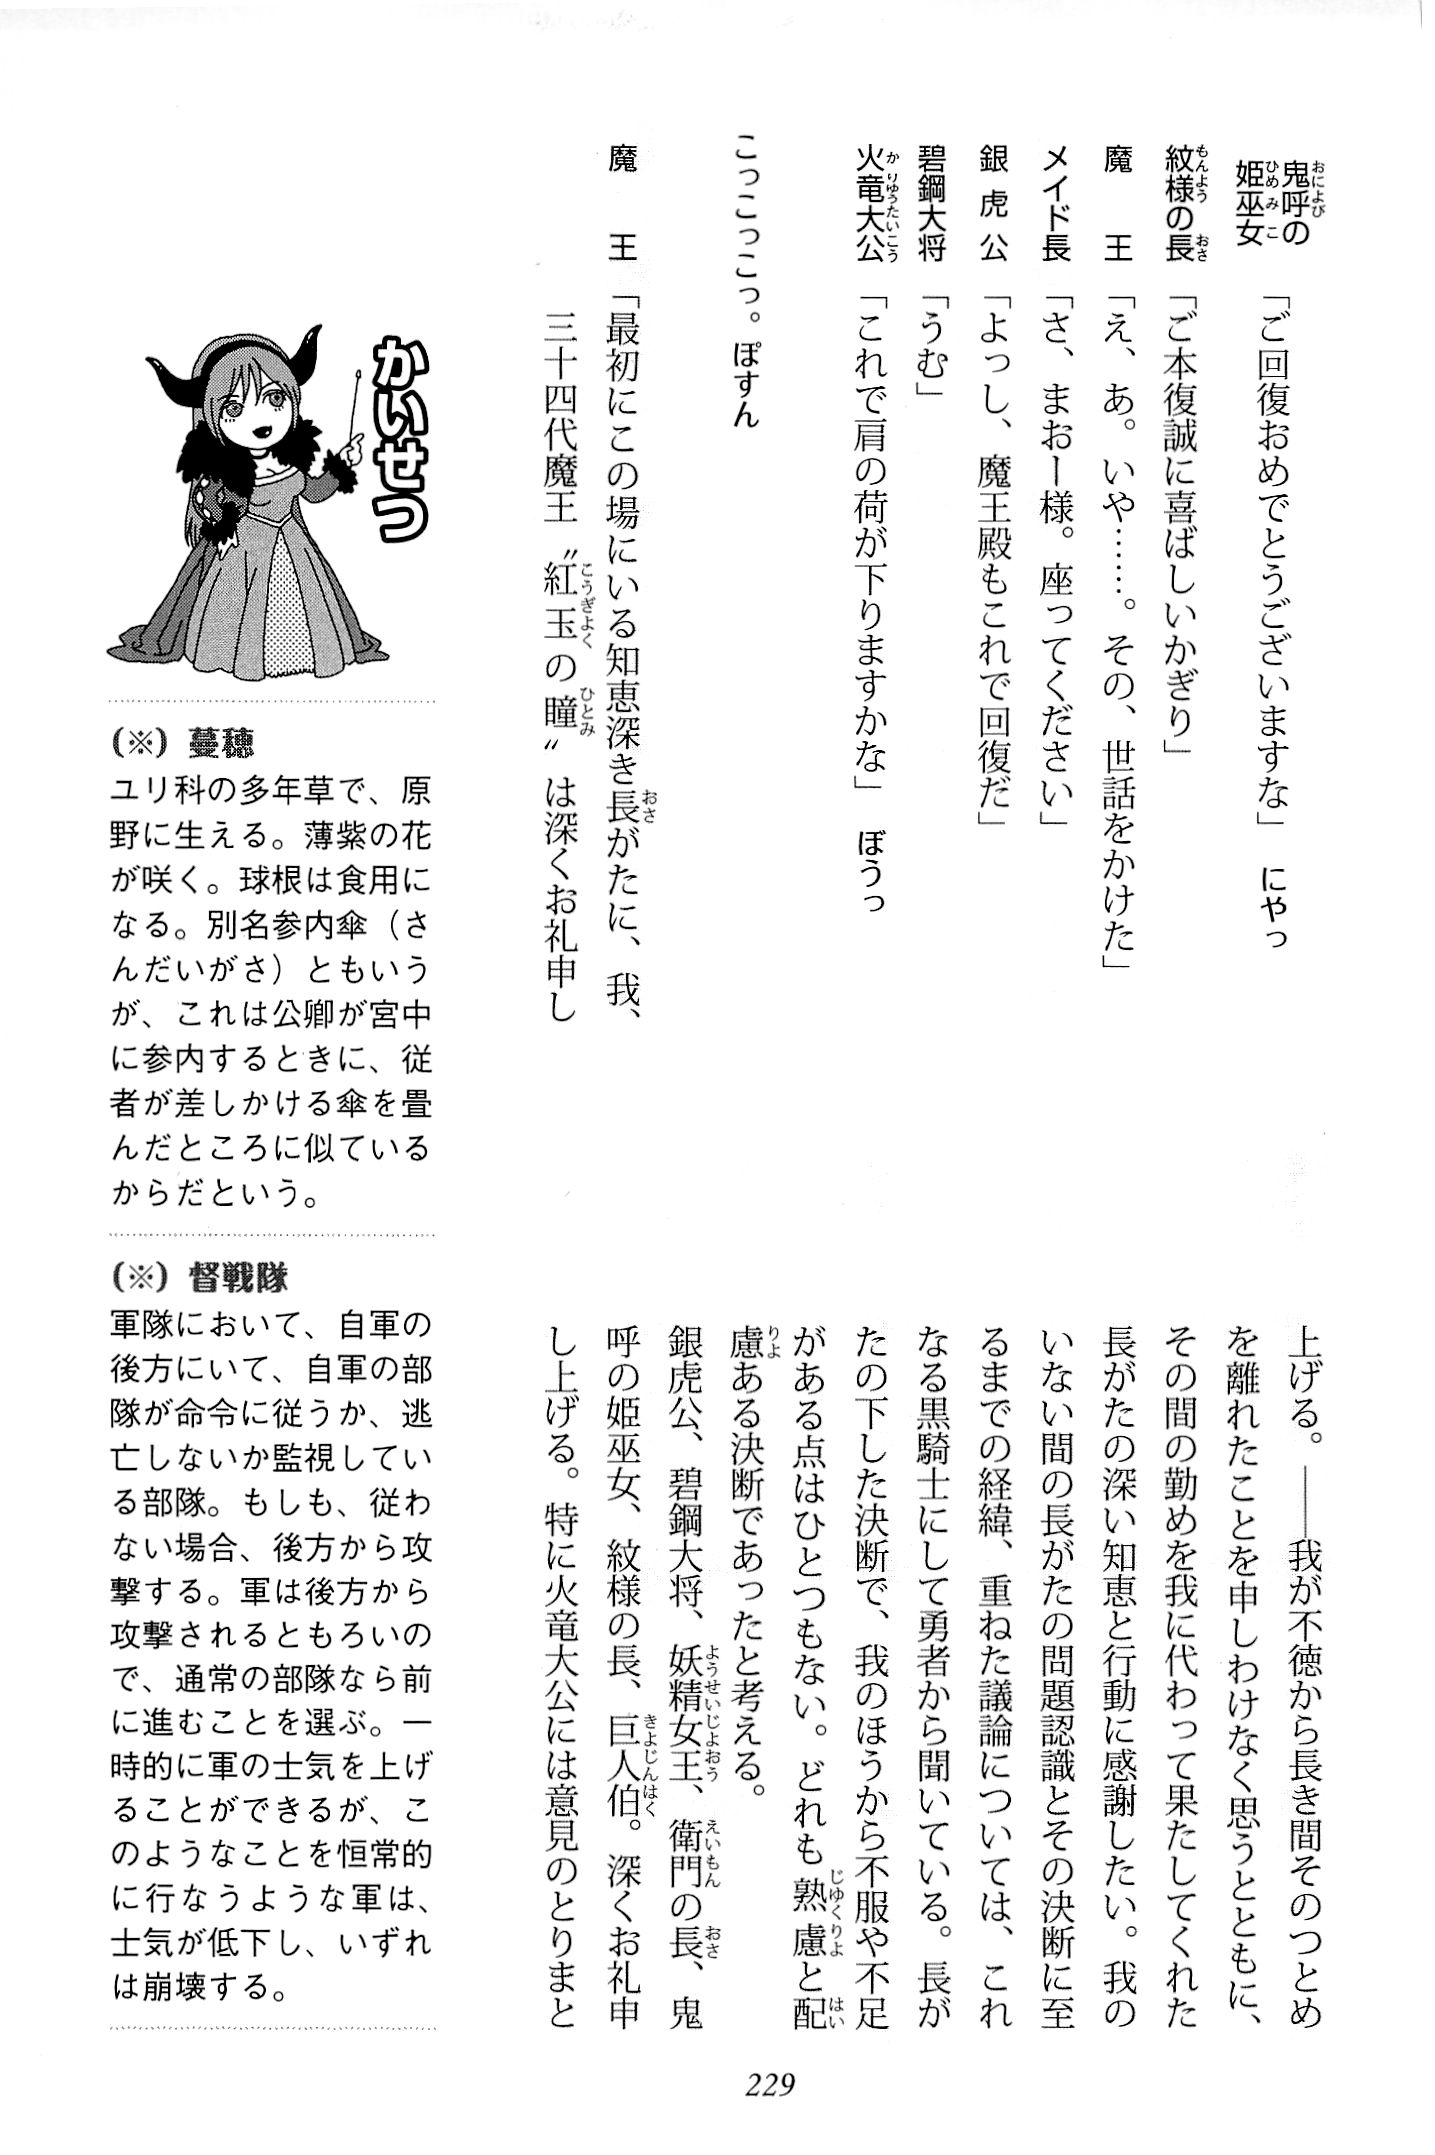 鬼呼の姫巫女「ご回復おめでとうございますな」　にやっ
紋様の長「ご本復誠に喜ばしいかぎり」
魔　王「え、あ。いや……。その、世話をかけた」
メイド長「さ、まおー様。座ってください」
銀虎公「よっし、魔王殿もこれで回復だ」
碧鋼大将「うむ」
火竜大公「これで肩の荷が下りますかな」　ぼうっ
こっこっこっ。ぽすん
魔　王「最初にこの場にいる知恵深き長がたに、我、
三十四代魔王〝紅玉の瞳〟は深くお礼申し
上げる。――我が不徳から長き間そのつとめ
を離れたことを申しわけなく思うとともに、
その間の勤めを我に代わって果たしてくれた
長がたの深い知恵と行動に感謝したい。我の
いない間の長がたの問題認識とその決断に至
るまでの経緯、重ねた議論については、これ
なる黒騎士にして勇者から聞いている。長が
たの下した決断で、我のほうから不服や不足
がある点はひとつもない。どれも熟慮と配
慮ある決断であったと考える。
銀虎公、碧鋼大将、妖精女王、衛門の長、鬼
呼の姫巫女、紋様の長、巨人伯。深くお礼申
し上げる。特に火竜大公には意見のとりまと
かいせつ
（※）蔓穂
ユリ科の多年草で、原
野に生える。薄紫の花
が咲く。球根は食用に
なる。別名参内傘（さ
んだいがさ）ともいう
が、これは公卿が宮中
に参内するときに、従
者が差しかける傘を畳
んだところに似ている
からだという。
（※）督戦隊
軍隊において、自軍の
後方にいて、自軍の部
隊が命令に従うか、逃
亡しないか監視してい
る部隊。もしも、従わ
ない場合、後方から攻
撃する。軍は後方から
攻撃されるともろいの
で、通常の部隊なら前
に進むことを選ぶ。一
時的に軍の士気を上げ
ることができるが、こ
のようなことを恒常的
に行なうような軍は、
士気が低下し、いずれ
は崩壊する。
229